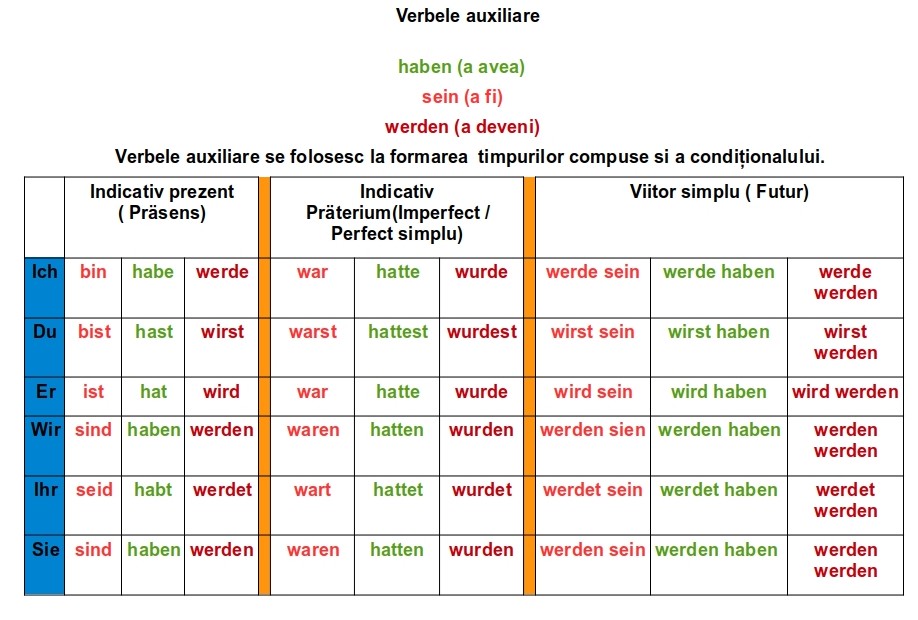 Verbele auxiliare
haben (a avea)
sein (a fi)
werden (a deveni)
Verbele auxiliare se folosesc la formarea timpurilor compuse si a condiționalului.
Indicativ prezent
( Präsens)
Indicativ
Präterium(Imperfect /
Perfect simplu)
Viitor simplu ( Futur)
Ich bin habe werde war hatte wurde werde sein werde haben werde
werden
Du bist hast wirst warst hattest wurdest wirst sein wirst haben wirst
werden
Er ist hat wird war hatte wurde wird sein wird haben wird werden
Wir sind haben werden waren hatten wurden werden sien werden haben werden
werden
Ihr seid habt werdet wart hattet wurdet werdet sein werdet haben werdet
werden
Sie sind haben werden waren hatten wurden werden sein werden haben werden
werden